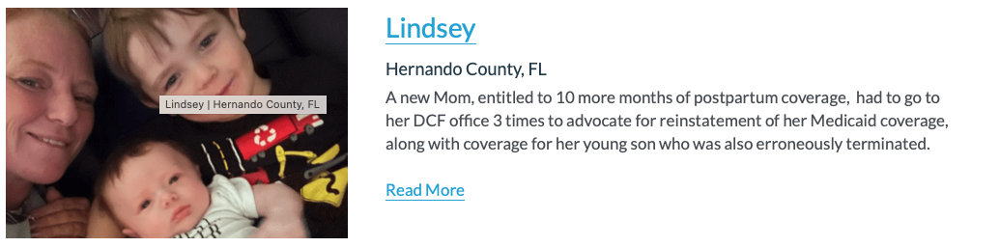 Lindsey | Hernando County, FL
Lindsey
Hernando County, FL
A new Mom, entitled to 10 more months of postpartum coverage,  had to go to
her DCF office 3 times to advocate for reinstatement of her Medicaid coverage,
along with coverage for her young son who was also erroneously terminated.
Read More